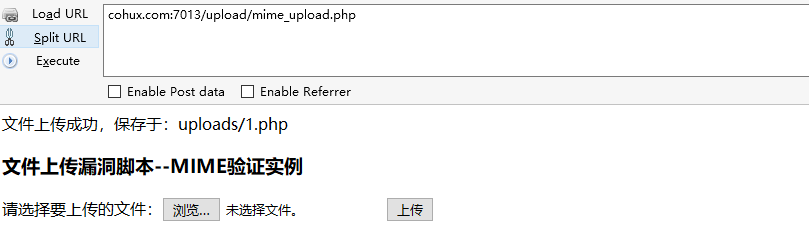 Load URL
cohux.com:7013/upload/mime_upload.php
Split URL
Execute
Enable Post data Enable Referrer
文件上传成功，保存于：uploads/1.php
文件上传漏洞脚本--MIME验证实例
请选择要上传的文件：浏览... 未选择文件。 上传